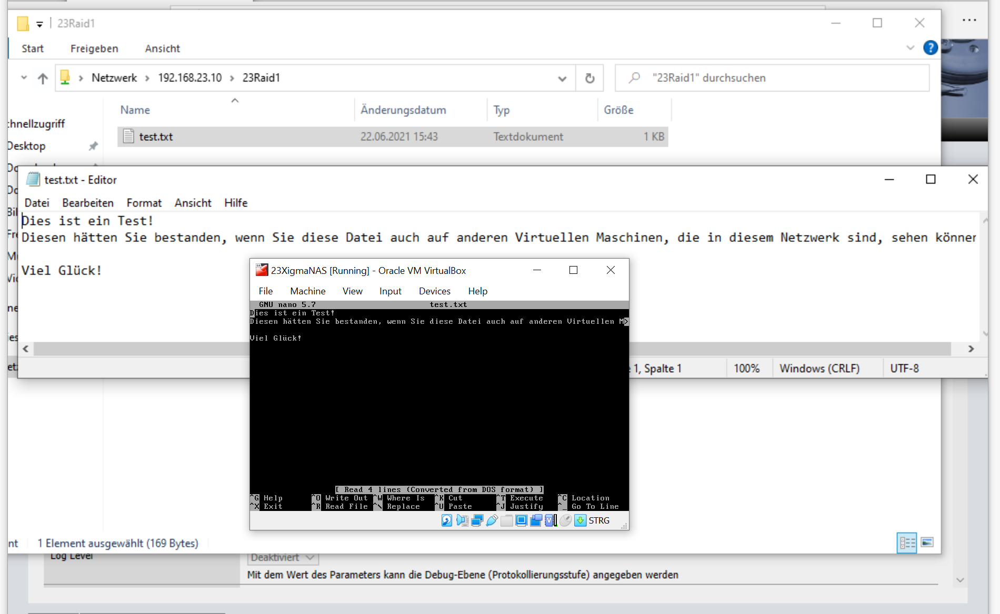 23Raid1
Start Freigeben Ansicht
Netzwerk 192.168.23.10 23Raid1
"23Raid1" durchsuchen
Name Änderungsdatum Typ Größe
chnellzugriff
test.txt 22.06.2021 15:43 Textdokument 1 KB
Desktop
test.txt - Editor
Datei Bearbeiten Format Ansicht Hilfe
Dies ist ein Test!
Diesen hätten Sie bestanden, wenn Sie diese Datei auch auf anderen Virtuellen Maschinen, die in diesem Netzwerk sind, sehen könner
Viel Glück!
1, Spalte 1 100% Windows (CRLF) UTF-8
23XigmaNAS [Running] - Oracle VM VirtualBox
File Machine View Input Devices Help
GNU nano 5.7 test.txt
Dies ist ein Test!
Diesen hätten Sie bestanden, wenn Sie diese Datei auch auf anderen Virtuellen M>
Viel Glück!
[ Read 4 lines (Converted from DOS format) ]
^G Help ^O Write Out ^W Where Is ^K Cut ^T Execute ^C Location
^X Exit ^R Read File ^\ Replace ^U Paste ^J Justify ^_ Go To Line
STRG
nt 1 Element ausgewählt (169 Bytes)
Log Level Deaktiviert
Mit dem Wert des Parameters kann die Debug-Ebene (Protokollierungsstufe) angegeben werden